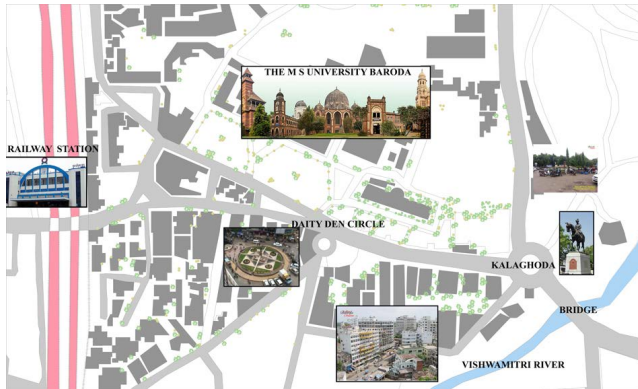 THE M S UNIVERSITY BARODA
RAILWAY STATION
DAITY DEN CIRCLE
KALAGHODA
BRIDGE
VISHWAMITRI RIVER